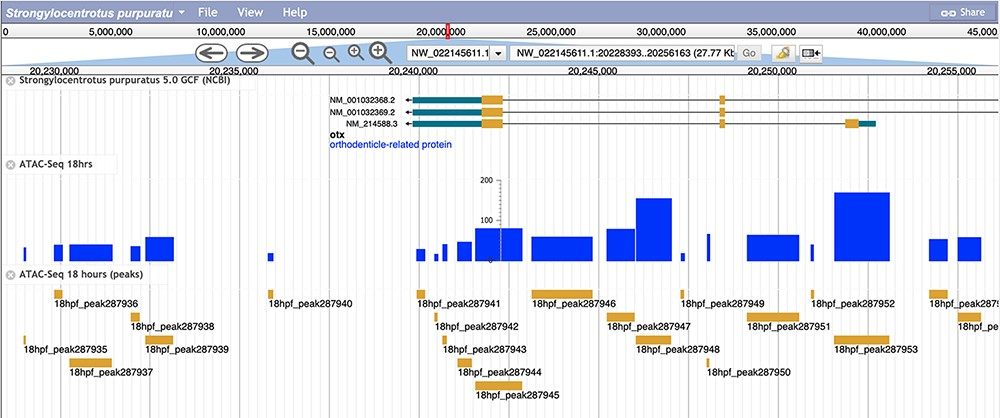 Strongylocentrotus purpuratu File View Help Share
0 5,000,000 10,000,000 15,000,000 20,000,000 25,000,000 30,000,000 35,000,000 40,000,000 45,000
NW_022145611.1 NW_022145611.1:20228393..20256163 (27.77 Kb Go
20,230,000 20,235,000 20,240,000 20,245,000 20,250,000 20,255,000
Strongylocentrotus purpuratus 5.0 GCF (NCBI)
NM_001032368.2
NM_001032369.2
NM_214588.3
otx
orthodenticle-related protein
ATAC-Seq 18hrs
200
100
0
ATAC-Seq 18 hours (peaks)
18hpf_peak287936 18hpf_peak287940 18hpf_peak287941 18hpf_peak287946 18hpf_peak287949 18hpf_peak287952 18hpf_peak287
18hpf_peak287938 18hpf_peak287942 18hpf_peak287947 18hpf_peak287951 18hpf_pe
18hpf_peak287935 18hpf_peak287939 18hpf_peak287943 18hpf_peak287948 18hpf_peak287953
18hpf_peak287937 18hpf_peak287944 18hpf_peak287950
18hpf_peak287945